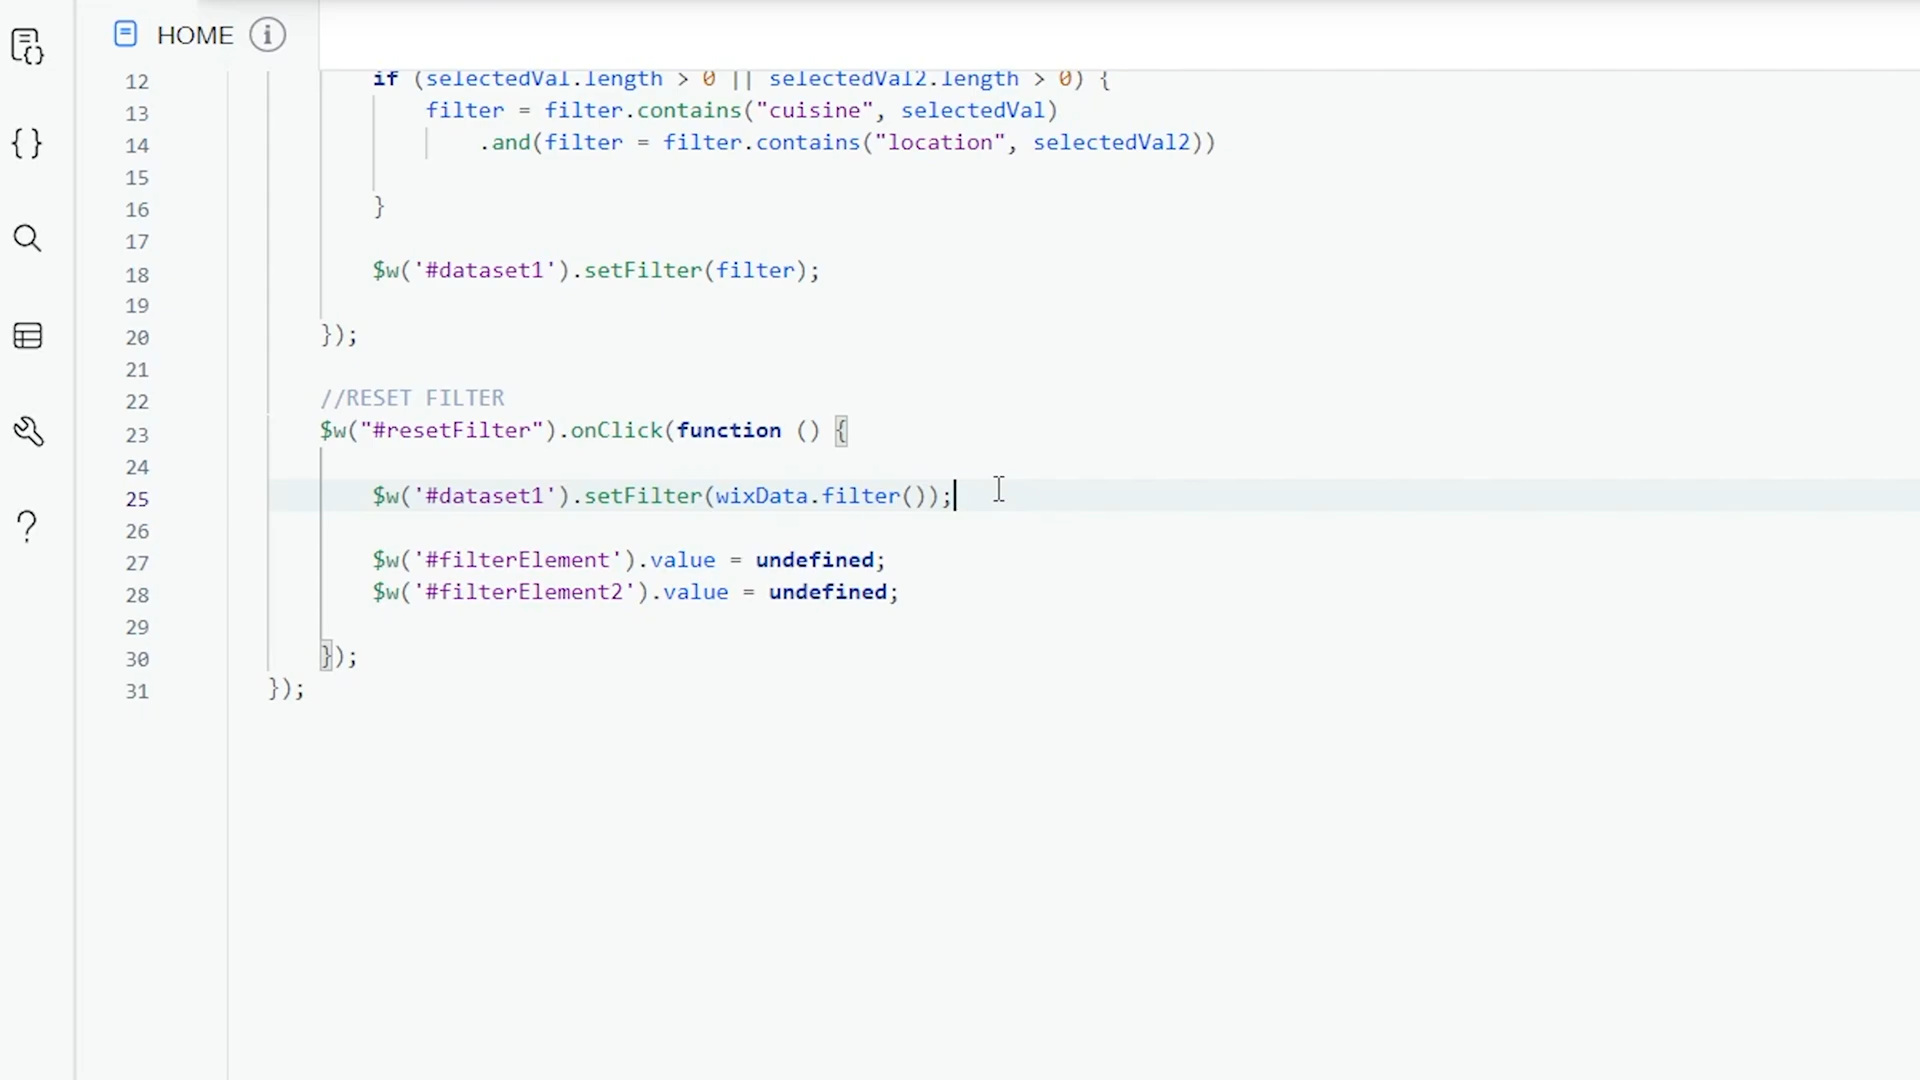 HOME
12 if (selectedVal.length > 0 || selectedVal2.length > 0) {
13 filter = filter.contains("cuisine", selectedVal)
14 .and(filter = filter.contains("location", selectedVal2))
15
16 }
17
18 $w('#dataset1').setFilter(filter);
19
20 });
21
22 //RESET FILTER
23 $w("#resetFilter").onClick(function () {
24
25 $w('#dataset1').setFilter(wixData.filter());
26
27 $w('#filterElement').value = undefined;
28 $w('#filterElement2').value = undefined;
29
30 });
31 });